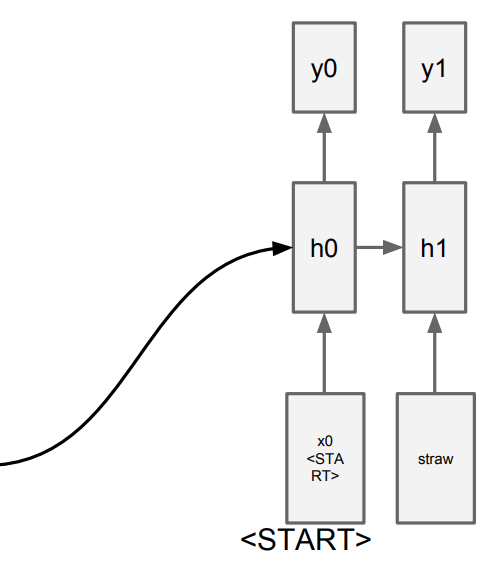 y0
y1
h0
h1
x0
<STA
RT>
straw
<START>